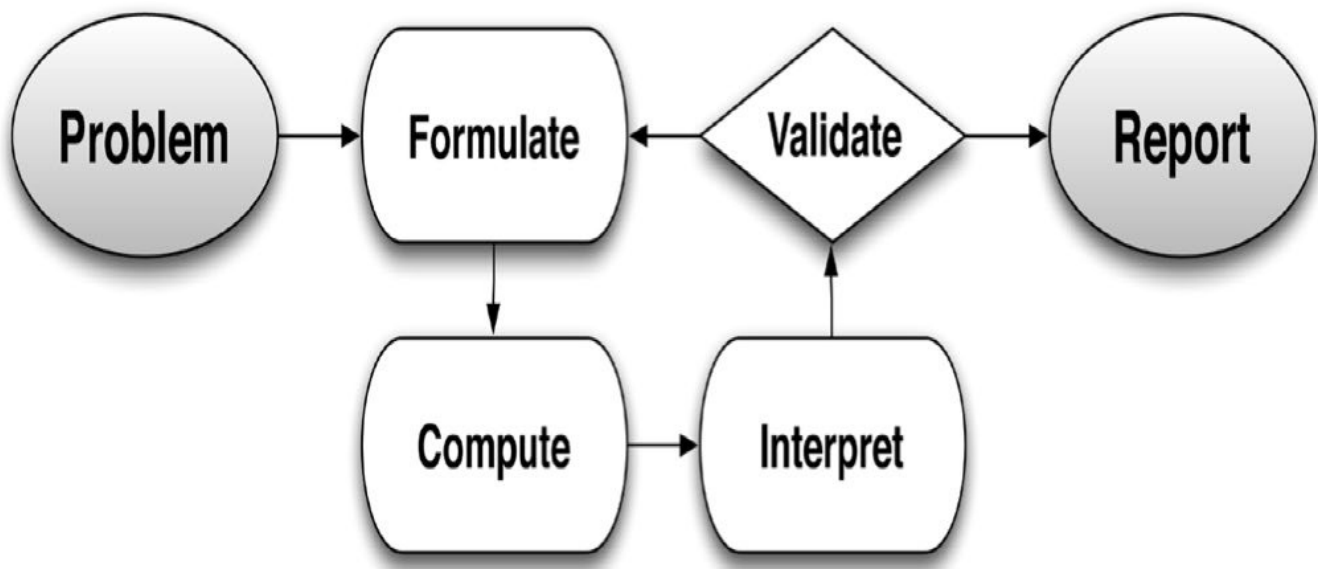 Problem
Formulate
Validate
Report
Compute
Interpret